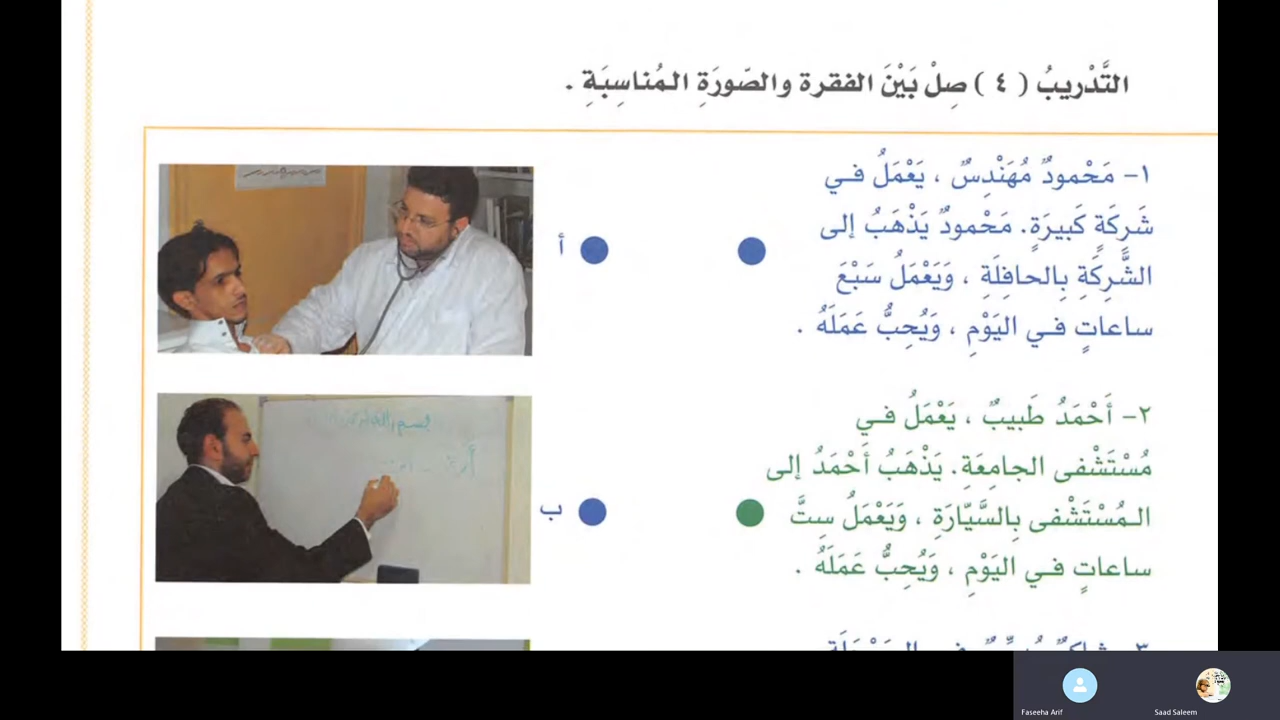 التَّدْريبُ ( ٤ ) صِلْ بَيْنَ الفقرة والصّورَةِ المُناسِبَةِ .
١- مَحْمودٌ مُهَنْدِسٌ ، يَعْمَلُ في
شَرِكَةٍ كَبيرَةٍ. مَحْمودٌ يَذْهَبُ إلى
الشَّرِكَةِ بِالحافِلَةِ ، وَيَعْمَلُ سَبْعَ
ساعاتٍ في اليَوْمِ ، وَيُحِبُّ عَمَلَهُ .
أ
٢- أَحْمَدُ طَبيبٌ ، يَعْمَلُ في
مُسْتَشْفى الجامِعَةِ. يَذْهَبُ أَحْمَدُ إلى
المُسْتَشْفى بِالسَّيّارَةِ ، وَيَعْمَلُ سِتَّ
ساعاتٍ في اليَوْمِ ، وَيُحِبُّ عَمَلَهُ .
ب
Faseeha Arif
Saad Saleem